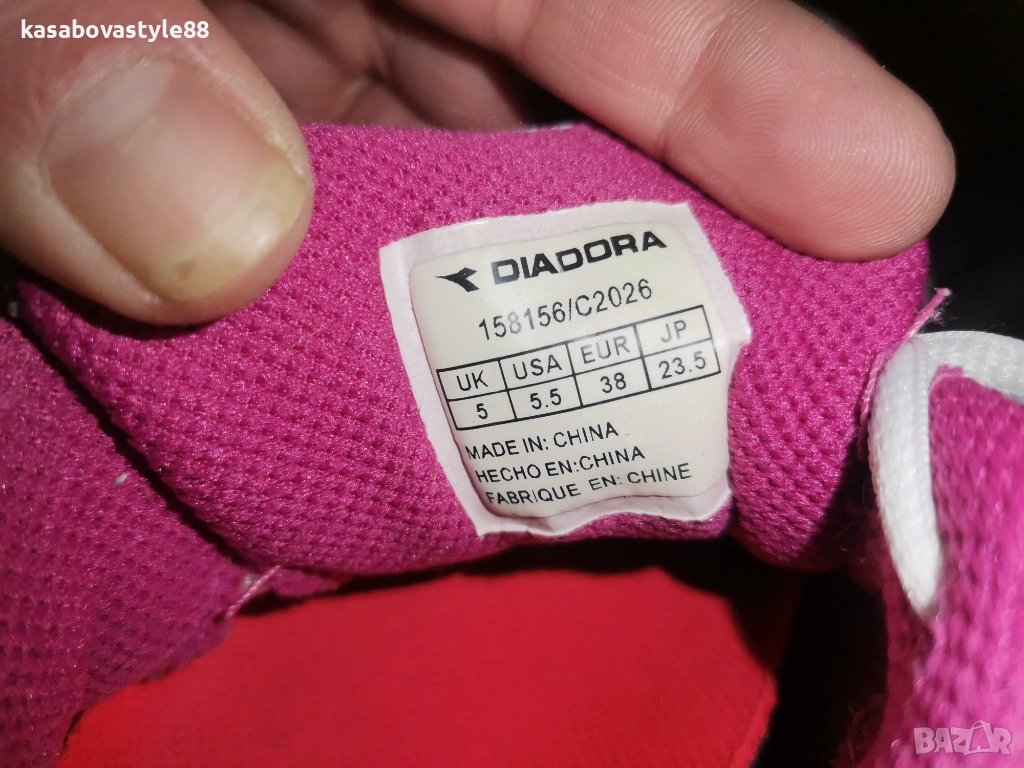 kasabovastyle88
DIADORA
158156/C2026
UK USA EUR JP
5 5.5 38 23.5
MADE IN: CHINA
HECHO EN:CHINA
FABRIQUE EN: CHINE
BAZAR